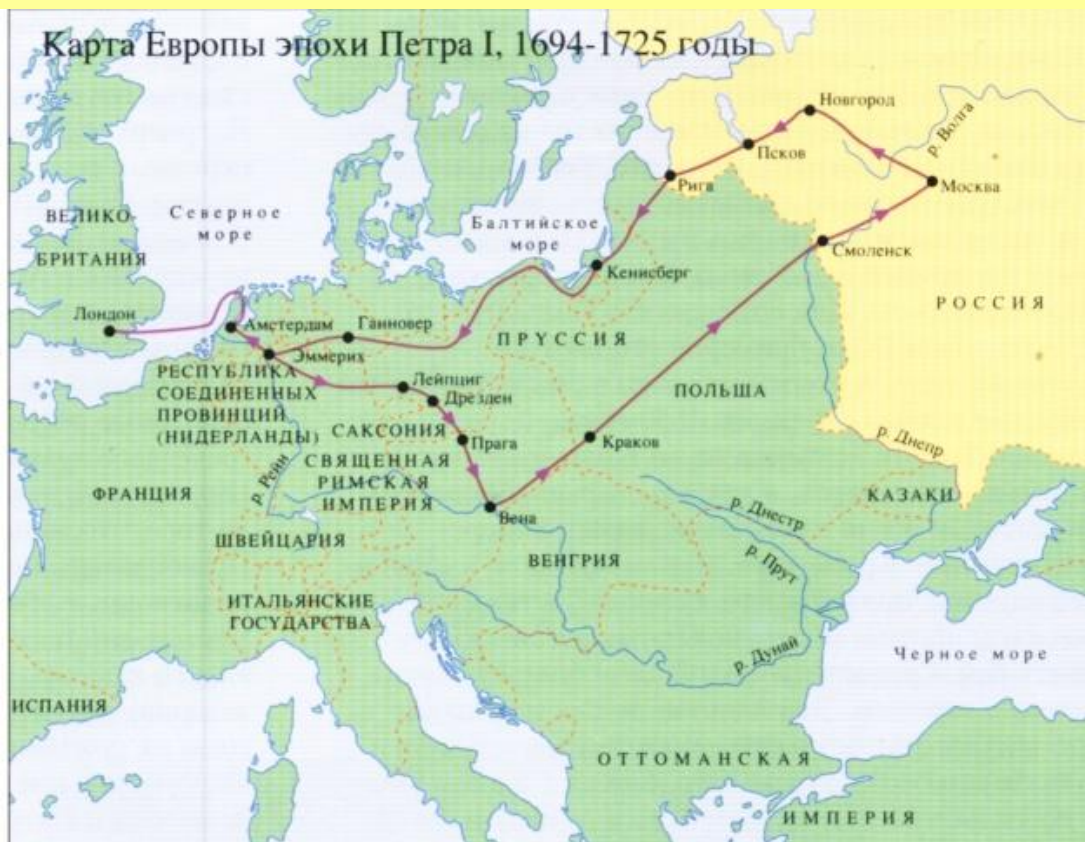 Карта Европы эпохи Петра I, 1694-1725 годы
Новгород
р. Волга
Псков
Рига
Москва
ВЕЛИКО-
БРИТАНИЯ
Северное
море
Балтийское
море
Смоленск
Кенисберг
РОССИЯ
Лондон
Амстердам
Ганновер
ПРУССИЯ
Эммерих
РЕСПУБЛИКА
СОЕДИНЕННЫХ
ПРОВИНЦИЙ
(НИДЕРЛАНДЫ)
Лейпциг
Дрезден
ПОЛЬША
САКСОНИЯ
Прага
Краков
р. Днепр
СВЯЩЕННАЯ
РИМСКАЯ
ИМПЕРИЯ
р. Рейн
ФРАНЦИЯ
КАЗАКИ
Вена
р. Днестр
ШВЕЙЦАРИЯ
ВЕНГРИЯ
р. Прут
ИТАЛЬЯНСКИЕ
ГОСУДАРСТВА
р. Дунай
Черное море
ИСПАНИЯ
ОТТОМАНСКАЯ
ИМПЕРИЯ